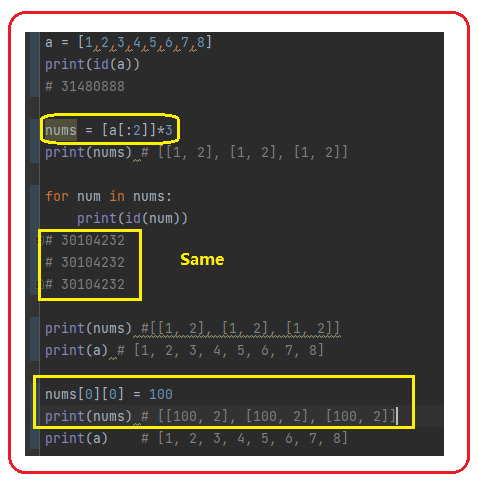 a = [1,2,3,4,5,6,7,8]
print(id(a))
# 31480888
nums = [a[:2]]*3
print(nums) # [[1, 2], [1, 2], [1, 2]]
for num in nums:
    print(id(num))
# 30104232
# 30104232
# 30104232
Same
print(nums) #[[1, 2], [1, 2], [1, 2]]
print(a) # [1, 2, 3, 4, 5, 6, 7, 8]
nums[0][0] = 100
print(nums) # [[100, 2], [100, 2], [100, 2]]
print(a)    # [1, 2, 3, 4, 5, 6, 7, 8]